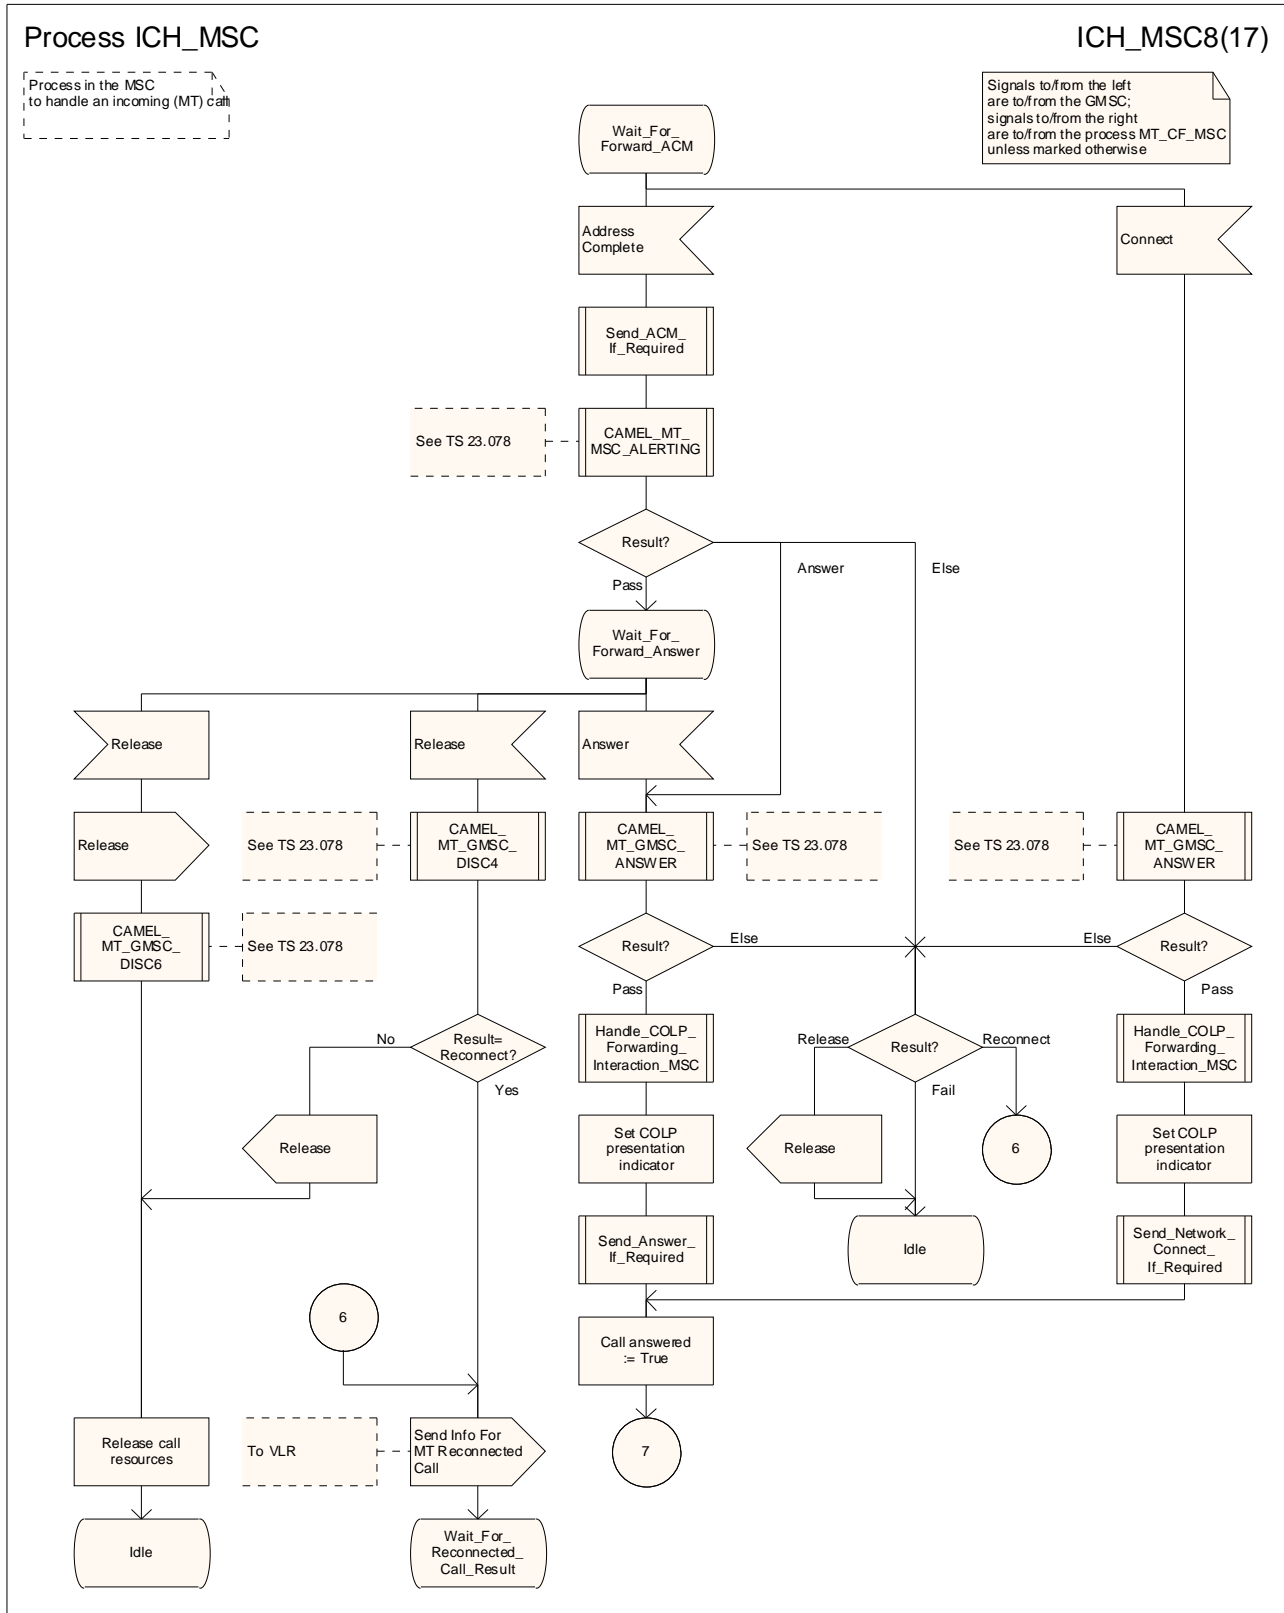 Process ICH_MSC
ICH_MSC8(17)
Process in the MSC
to handle an incoming (MT) call
Signals to/from the left
are to/from the GMSC;
signals to/from the right
are to/from the process MT_CF_MSC
unless marked otherwise
Wait_For_
Forward_ACM
Address
Complete
Connect
Send_ACM_
If_Required
See TS 23.078
CAMEL_MT_
MSC_ALERTING
Result?
Answer
Else
Pass
Wait_For_
Forward_Answer
Release
Release
Answer
Release
See TS 23.078
CAMEL_
MT_GMSC_
DISC4
CAMEL_
MT_GMSC_
ANSWER
See TS 23.078
See TS 23.078
CAMEL_
MT_GMSC_
ANSWER
CAMEL_
MT_GMSC_
DISC6
See TS 23.078
Result?
Else
Else
Result?
Pass
Pass
No
Result=
Reconnect?
Yes
Handle_COLP_
Forwarding_
Interaction_MSC
Release
Result?
Reconnect
Fail
Handle_COLP_
Forwarding_
Interaction_MSC
Release
Set COLP
presentation
indicator
Release
6
Set COLP
presentation
indicator
Send_Answer_
If_Required
Idle
Send_Network_
Connect_
If_Required
6
Call answered
:= True
Release call
resources
To VLR
Send Info For
MT Reconnected
Call
7
Idle
Wait_For_
Reconnected_
Call_Result